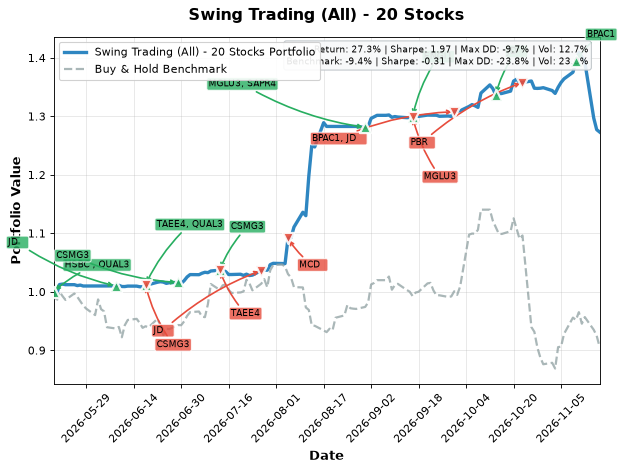 Swing Trading (All) - 20 Stocks
BPAC1
Swing Trading (All) - 20 Stocks Portfolio
Buy & Hold Benchmark
Return: 27.3% | Sharpe: 1.97 | Max DD: -9.7% | Vol: 12.7%
Benchmark: -9.4% | Sharpe: -0.31 | Max DD: -23.8% | Vol:
MGLU3, SAPR4
BPAC1, JD
PBR
MGLU3
TAEE4, QUAL3
CSMG3
JD
CSMG3
HSBC, QUAL3
MCD
TAEE4
JD
CSMG3
Portfolio Value
1.4
1.3
1.2
1.1
1.0
0.9
2026-05-29
2026-06-14
2026-06-30
2026-07-16
2026-08-01
2026-08-17
2026-09-02
2026-09-18
2026-10-04
2026-10-20
2026-11-05
Date